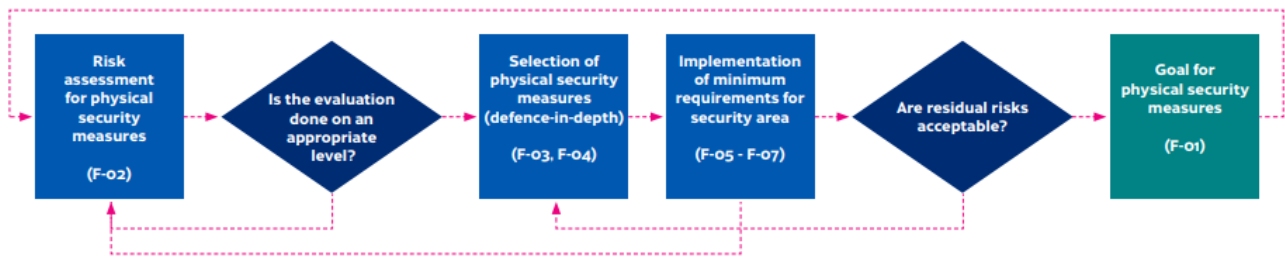 Risk
assessment
for physical
security
measures
(F-02)
Is the evaluation
done on an
appropriate
level?
Selection of
physical security
measures
(defence-in-depth)
(F-03, F-04)
Implementation
of minimum
requirements for
security area
(F-05 - F-07)
Are residual risks
acceptable?
Goal for
physical security
measures
(F-01)